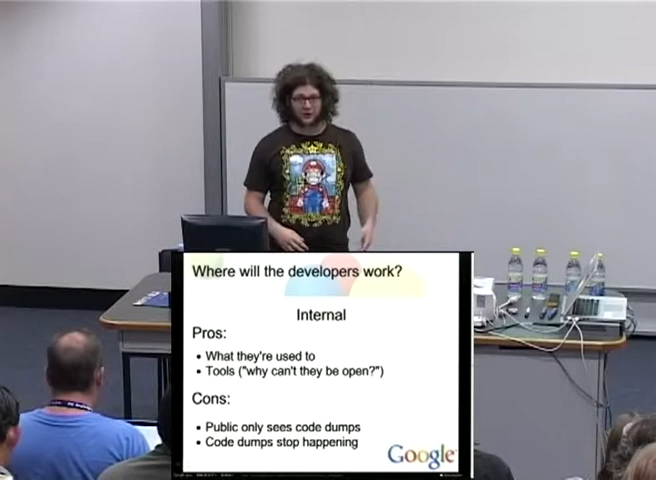 Where will the developers work?
Internal
Pros:
• What they're used to
• Tools ("why can't they be open?")
Cons:
• Public only sees code dumps
• Code dumps stop happening
Google